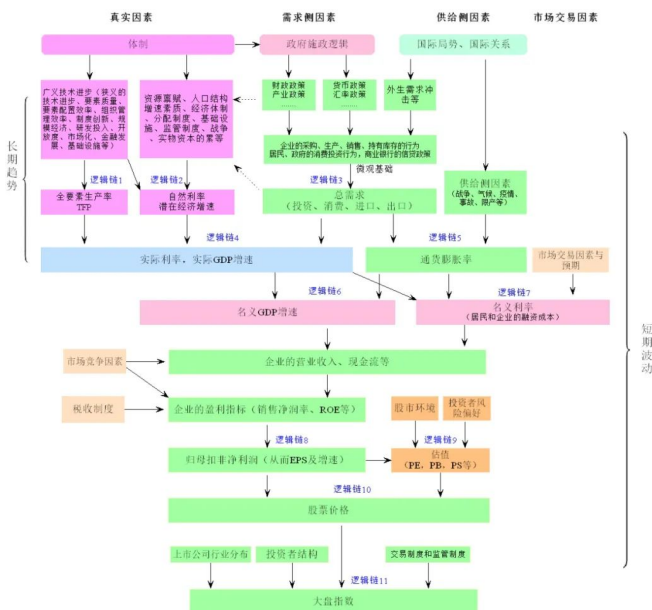 真实因素
需求侧因素
供给侧因素
市场交易因素
体制
政府施政逻辑
国际局势、国际关系
广义技术进步（狭义的
技术进步、要素质量、
要素配置效率、组织管
理效率、制度创新、规
模经济、研发投入、开
放度、市场化、金融发
展、基础设施等）
资源禀赋、人口结构
增速素质、经济体制
、分配制度、基础设
施、监管制度、战争、
实物资本的累等
财政政策
产业政策
……
货币政策
汇率政策
……
外生需求冲
击等
企业的采购、生产、销售、持有库存的行为
居民、政府的消费投资行为，商业银行的信贷政策
长期趋势
微观基础
逻辑链1
逻辑链2
逻辑链3
全要素生产率
TFP
自然利率
潜在经济增速
总需求
（投资、消费、进口、出口）
供给侧因素
（战争、气候、疫情、
事故、限产等）
逻辑链4
逻辑链5
实际利率，实际GDP增速
通货膨胀率
市场交易因素与
预期
逻辑链6
逻辑链7
名义GDP增速
名义利率
（居民和企业的融资成本）
短期波动
市场竞争因素
企业的营业收入、现金流等
税收制度
企业的盈利指标（销售净润率、ROE等）
股市环境
投资者风
险偏好
逻辑链8
逻辑链9
归母扣非净利润（从而EPS及增速）
估值
（PE，PB，PS等）
逻辑链10
股票价格
上市公司行业分布
投资者结构
交易制度和监管制度
逻辑链11
大盘指数